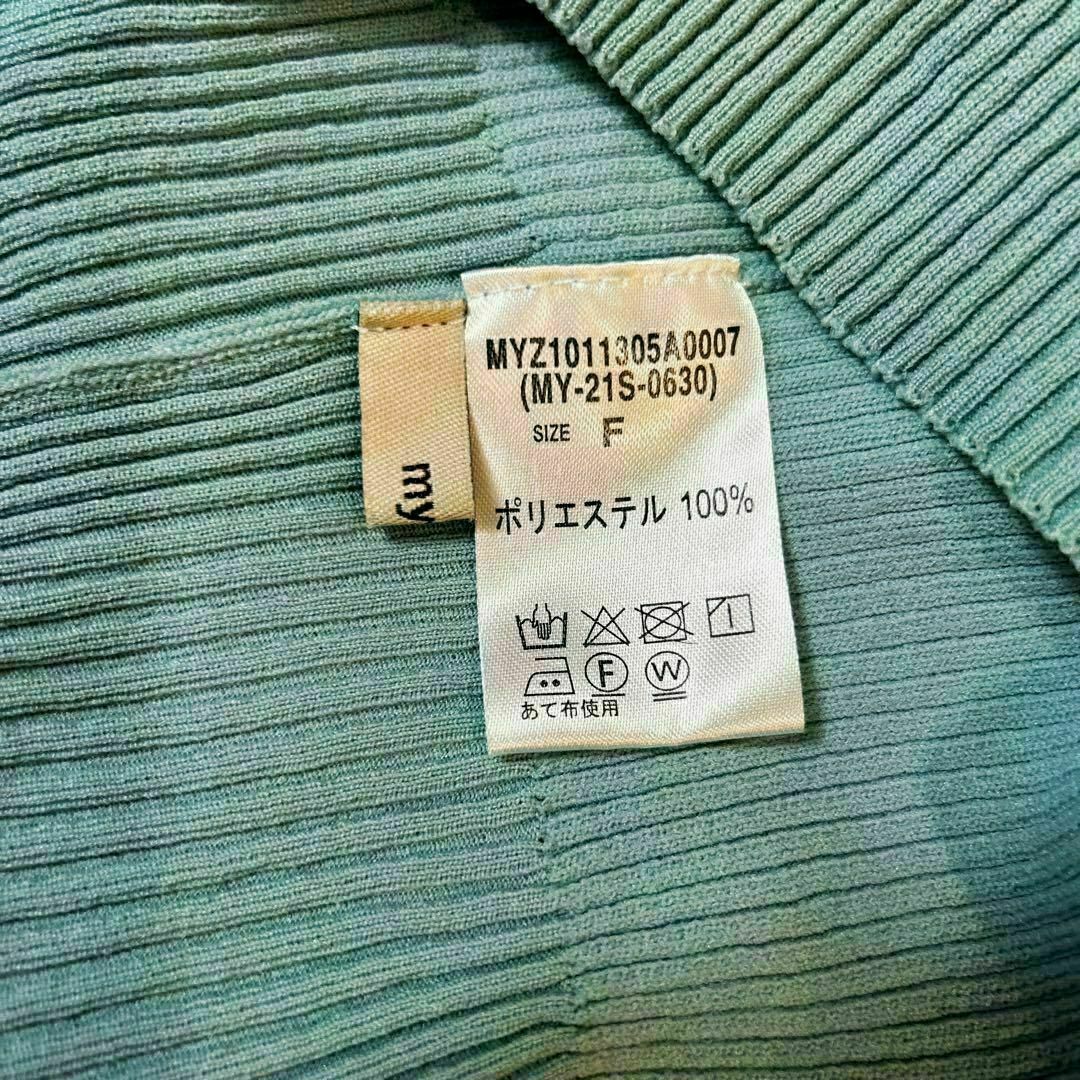 MYZ1011305A0007
(MY-21S-0630)
SIZE F
ポリエステル 100%
F W
あて布使用
my